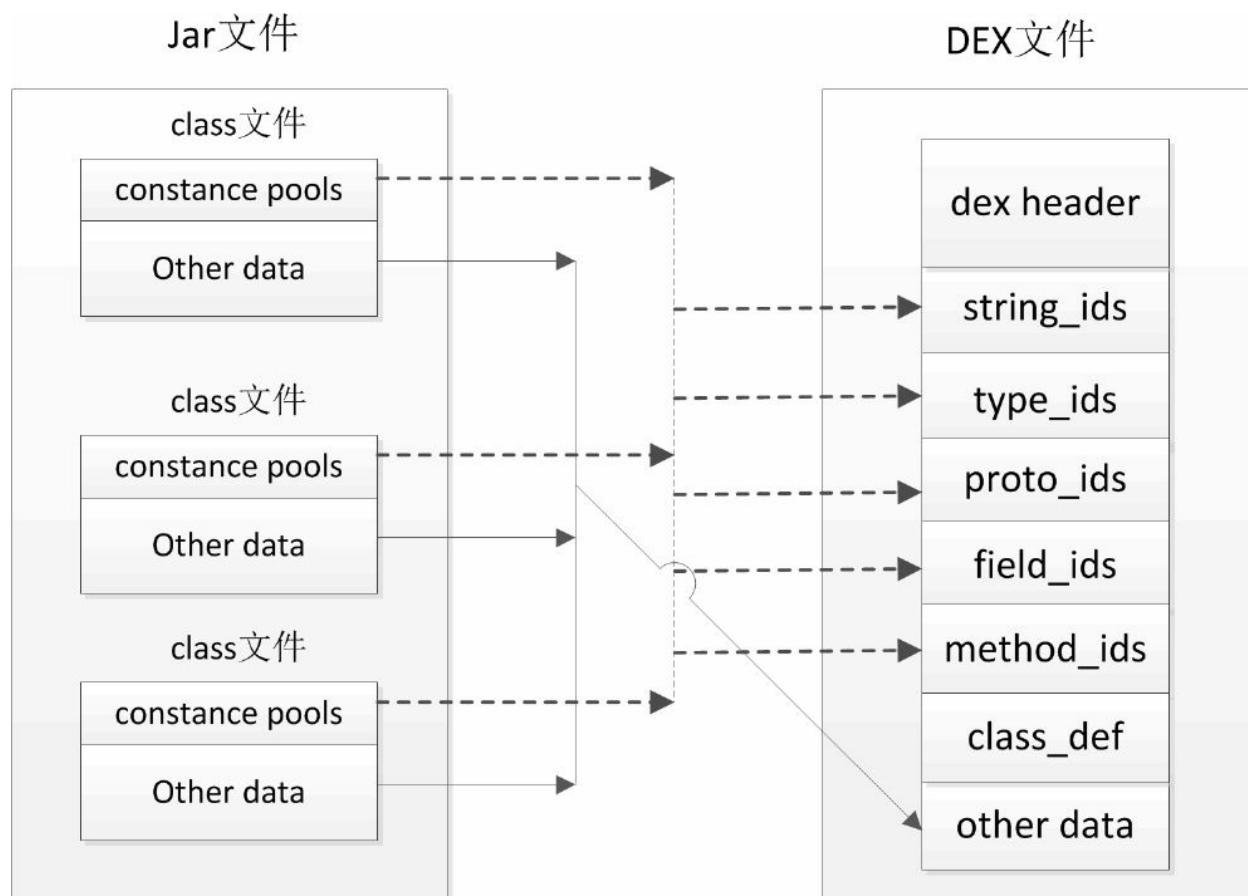 Jar文件
class文件
constance pools
Other data
class文件
constance pools
Other data
class文件
constance pools
Other data
DEX文件
dex header
string_ids
type_ids
proto_ids
field_ids
method_ids
class_def
other data